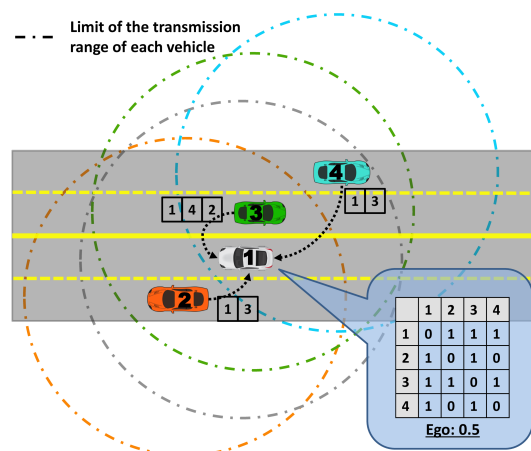 Limit of the transmission
range of each vehicle
4
1 3
1 4 2
3
1
2
1 3
1 2 3 4
1 0 1 1 1
2 1 0 1 0
3 1 1 0 1
4 1 0 1 0
Ego: 0.5